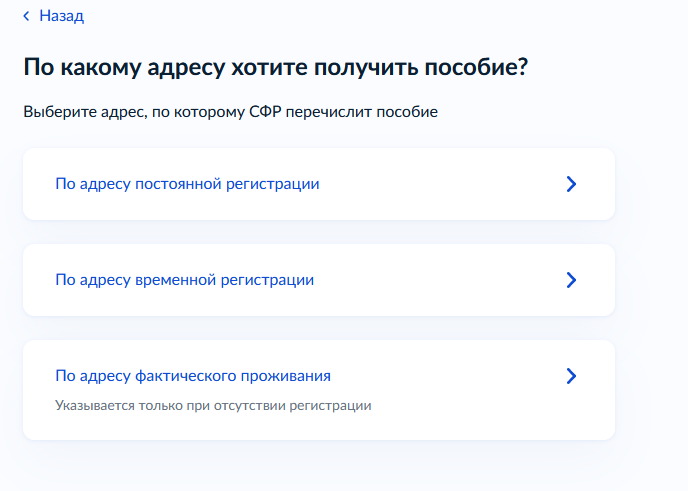 Назад
По какому адресу хотите получить пособие?
Выберите адрес, по которому СФР перечислит пособие
По адресу постоянной регистрации
По адресу временной регистрации
По адресу фактического проживания
Указывается только при отсутствии регистрации